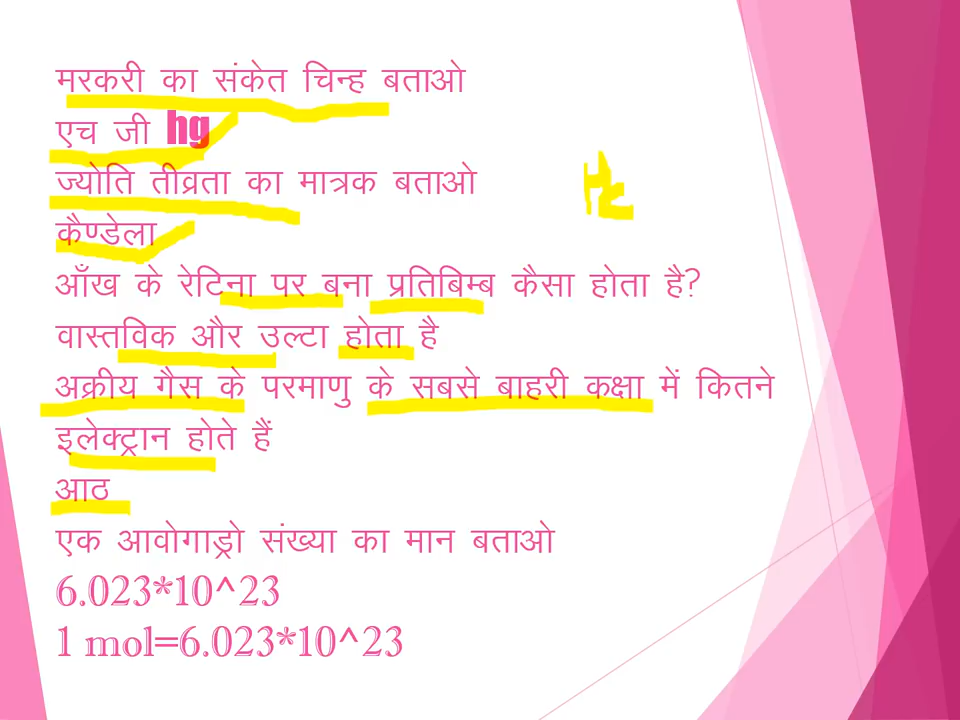 मरकरी का संकेत चिन्ह बताओ
एच जी hg
ज्योति तीव्रता का मात्रक बताओ
कैण्डेला
आँख के रेटिना पर बना प्रतिबिम्ब कैसा होता है?
वास्तविक और उल्टा होता है
अक्रीय गैस के परमाणु के सबसे बाहरी कक्षा में कितने
इलेक्ट्रान होते हैं
आठ
एक आवोगाड्रो संख्या का मान बताओ
6.023*10^23
1 mol=6.023*10^23